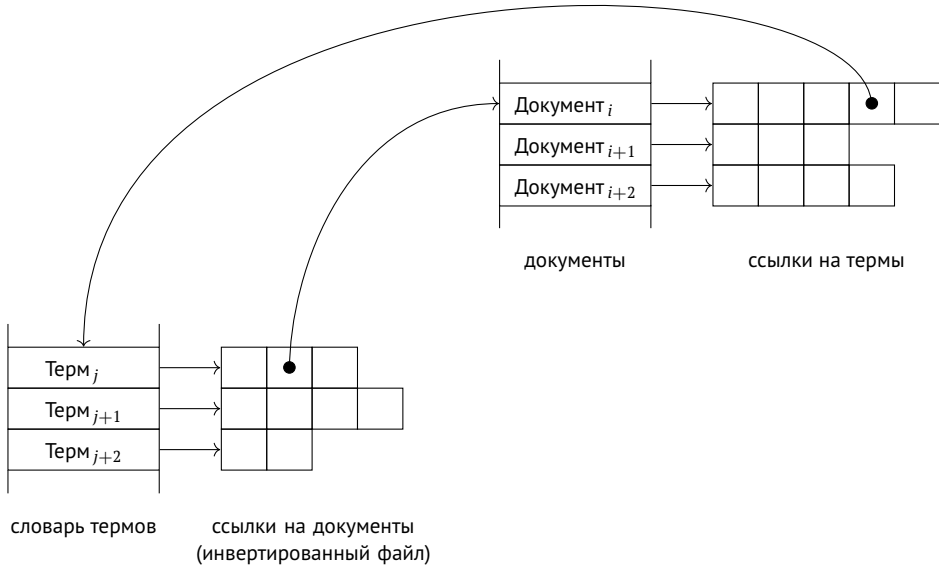 Документ i
Документ i+1
Документ i+2
документы
ссылки на термы
Терм j
Терм j+1
Терм j+2
словарь термов
ссылки на документы
(инвертированный файл)